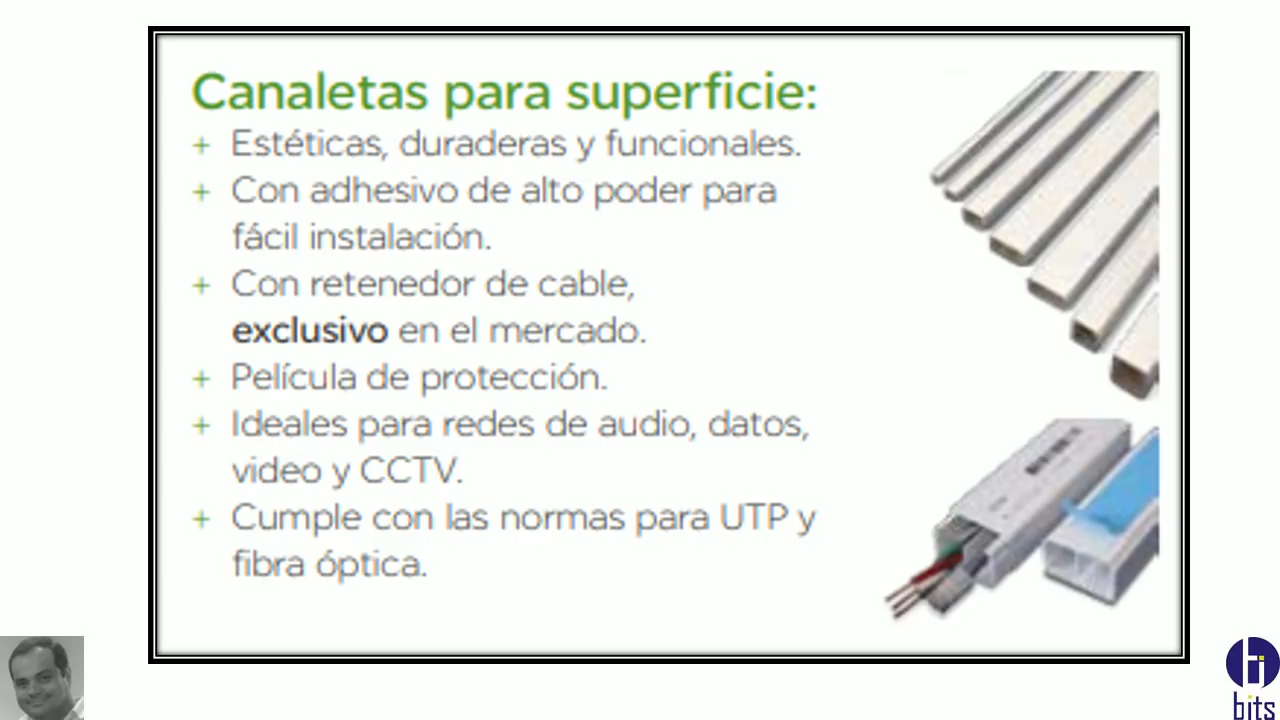 Canaletas para superficie:
+ Estéticas, duraderas y funcionales.
+ Con adhesivo de alto poder para
fácil instalación.
+ Con retenedor de cable,
exclusivo en el mercado.
+ Película de protección.
+ Ideales para redes de audio, datos,
video y CCTV.
+ Cumple con las normas para UTP y
fibra óptica.
bits